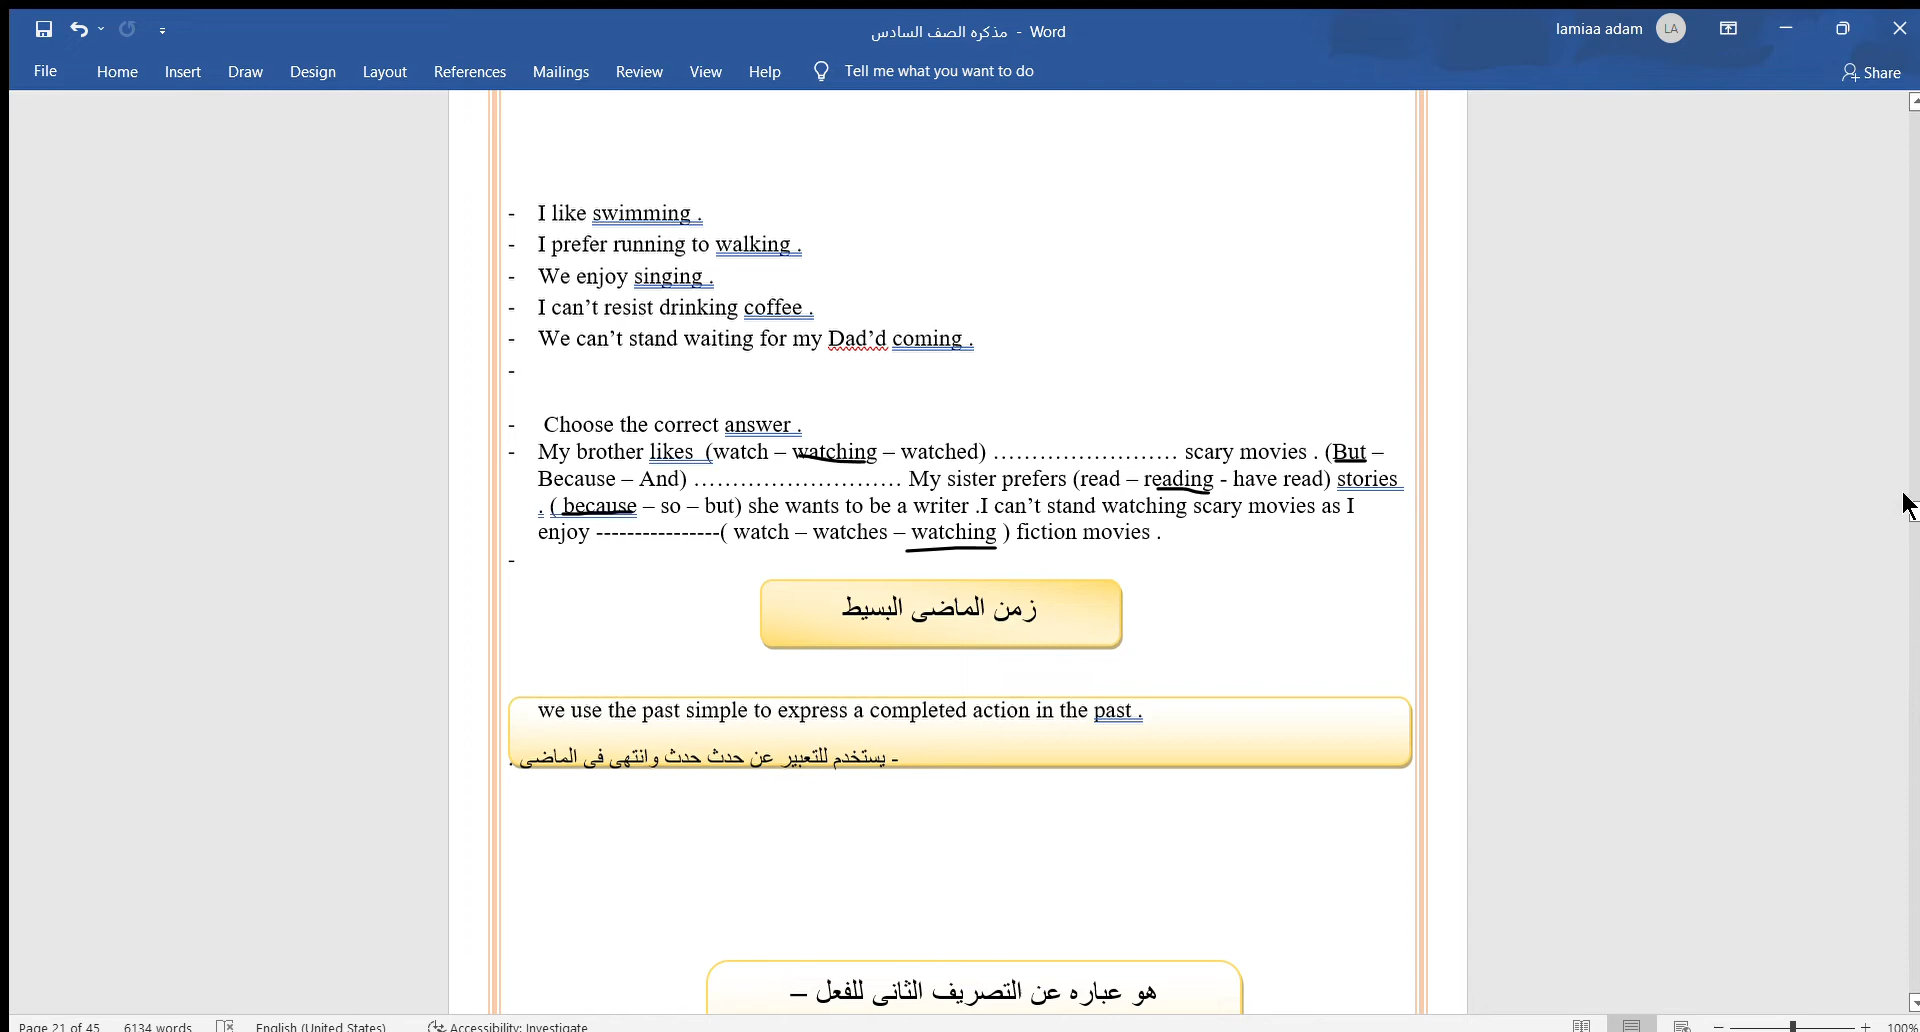 مذكره الصف السادس - Word
lamiaa adam LA
File Home Insert Draw Design Layout References Mailings Review View Help Tell me what you want to do Share
- I like swimming .
- I prefer running to walking .
- We enjoy singing .
- I can’t resist drinking coffee .
- We can’t stand waiting for my Dad’d coming .
-
- Choose the correct answer .
- My brother likes (watch – watching – watched) …………………… scary movies . (But –
Because – And) ……………………… My sister prefers (read – reading - have read) stories
. ( because – so – but) she wants to be a writer .I can’t stand watching scary movies as I
enjoy ----------------( watch – watches – watching ) fiction movies .
-
زمن الماضى البسيط
we use the past simple to express a completed action in the past .
- يستخدم للتعبير عن حدث حدث وانتهى فى الماضى .
هو عباره عن التصريف الثانى للفعل –
Page 21 of 45 6134 words English (United States) Accessibility: Investigate 100%